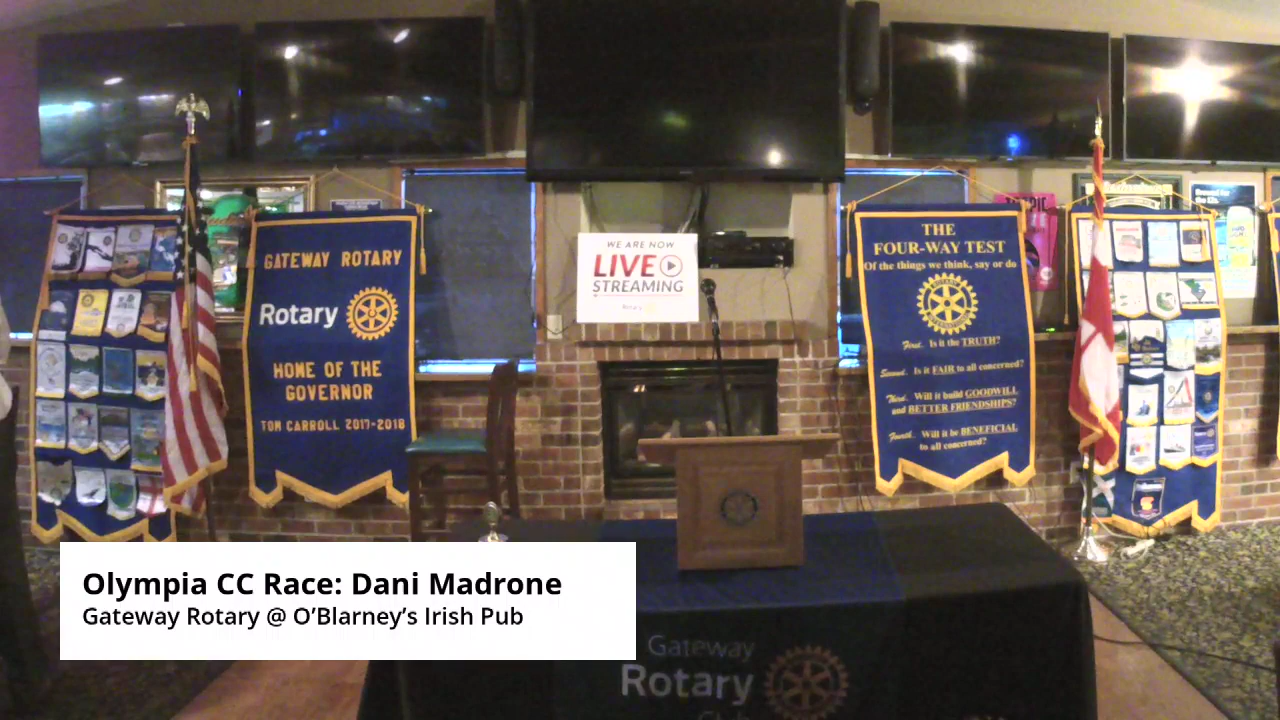 GATEWAY ROTARY
Rotary
HOME OF THE
GOVERNOR
TOM CARROLL 2017-2018
WE ARE NOW
LIVE
STREAMING
Rotary
THE
FOUR-WAY TEST
Of the things we think, say or do
First. Is it the TRUTH?
Second. Is it FAIR to all concerned?
Third. Will it build GOODWILL
and BETTER FRIENDSHIPS?
Fourth. Will it be BENEFICIAL
to all concerned?
Olympia CC Race: Dani Madrone
Gateway Rotary @ O’Blarney’s Irish Pub
Gateway
Rotary
Club